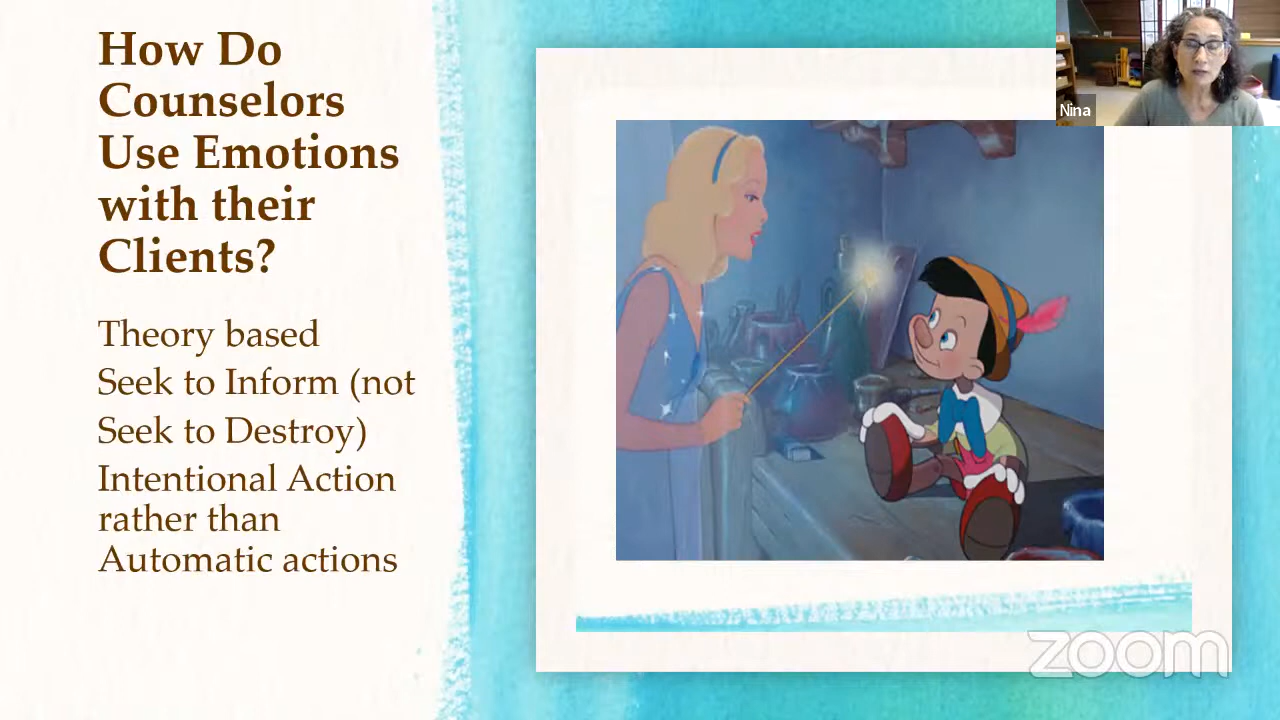 How Do
Counselors
Use Emotions
with their
Clients?
Theory based
Seek to Inform (not
Seek to Destroy)
Intentional Action
rather than
Automatic actions
Nina
zoom